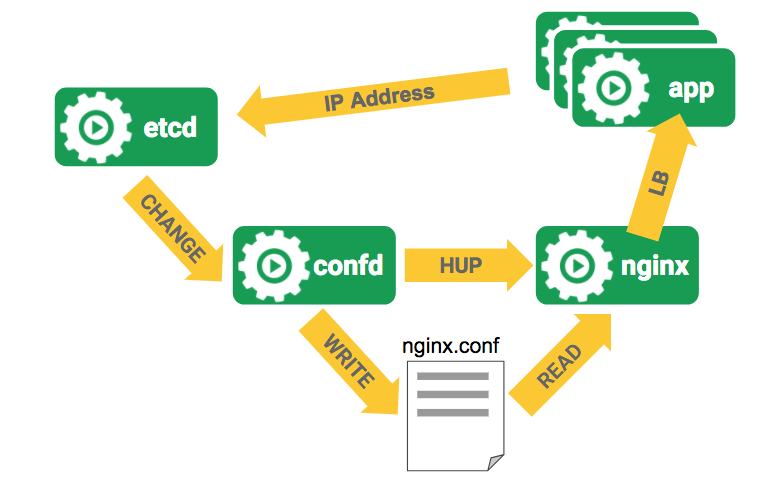 app
IP Address
etcd
CHANGE
LB
confd
HUP
nginx
WRITE
nginx.conf
READ